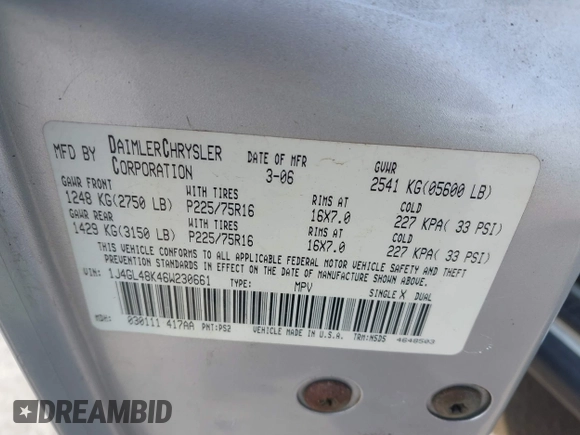 MFD BY DAIMLERCHRYSLER CORPORATION
DATE OF MFR 3-06
GVWR 2541 KG(05600 LB)
GAWR FRONT WITH TIRES RIMS AT COLD
1248 KG(2750 LB) P225/75R16 16X7.0 227 KPA( 33 PSI)
GAWR REAR WITH TIRES RIMS AT COLD
1429 KG(3150 LB) P225/75R16 16X7.0 227 KPA( 33 PSI)
THIS VEHICLE CONFORMS TO ALL APPLICABLE FEDERAL MOTOR VEHICLE SAFETY AND THEFT
PREVENTION STANDARDS IN EFFECT ON THE DATE OF MANUFACTURE SHOWN ABOVE.
VIN: 1J4GL48K46W230661 TYPE: MPV SINGLE X DUAL
MDH: 030111 417AA PNT:PS2 VEHICLE MADE IN U.S.A. TRM:N5D5 4648503
DREAMBID